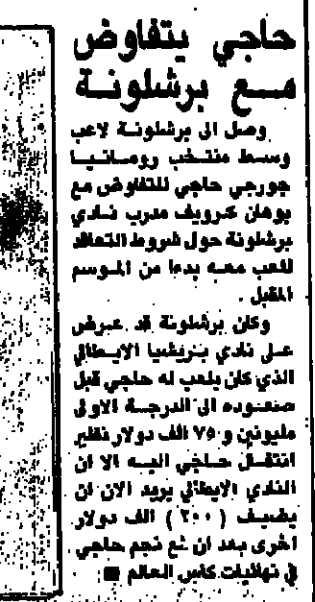 حاجي يتفاوض
مع برشلونة
وصل الى برشلونة لاعب
وسط منتخب رومانيا
جورجي حاجي للتفاوض مع
يوهان كرويف مدرب نادي
برشلونة حول شروط التعاقد
للعب معه بدءا من الموسم
المقبل .
وكان برشلونة قد عرض
على نادي بريشيا الايطالي
الذي كان يلعب له حاجي قبل
صعوده الى الدرجة الاولى
مليونين و ٧٥ الف دولار نظير
انتقال حاجي اليه الا ان
النادي الايطالي يريد الان ان
يضيف ( ٢٠٠ ) الف دولار
اخرى بعد ان لمع نجم حاجي
في نهائيات كاس العالم ■